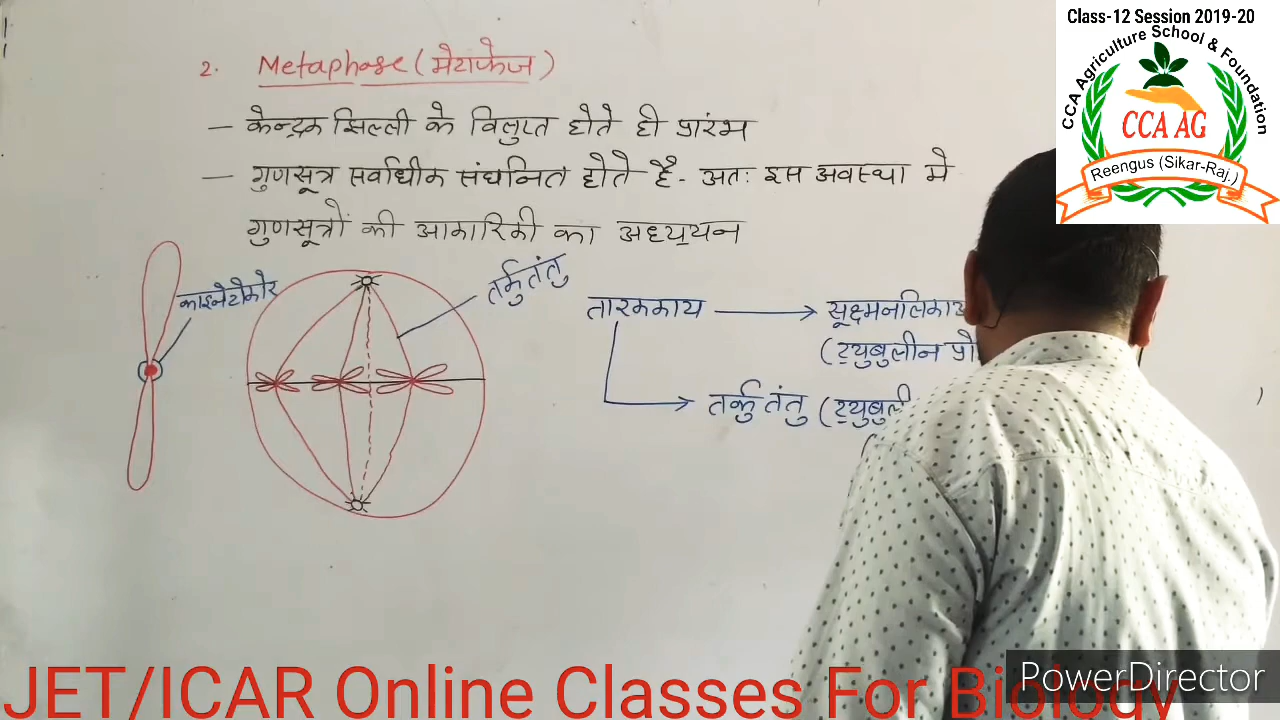 Class-12 Session 2019-20
CCA Agriculture School & Foundation
CCA AG
Reengus (Sikar-Raj.)
2. Metaphase (मेटाफेज)
– केन्द्रक झिल्ली के विलुप्त होते ही प्रारंभ
– गुणसूत्र सर्वाधीक संघनित होते है - अतः इस अवस्था मे
गुणसूत्रों की आकारिकी का अध्ययन
काइनेटोकोर
तर्कुतंतु
तारककाय → सूक्ष्मनलिकाअ
(ट्युबुलीन प्रो
→ तर्कुतंतु (ट्युबुली
(
JET/ICAR Online Classes For Biology
PowerDirector